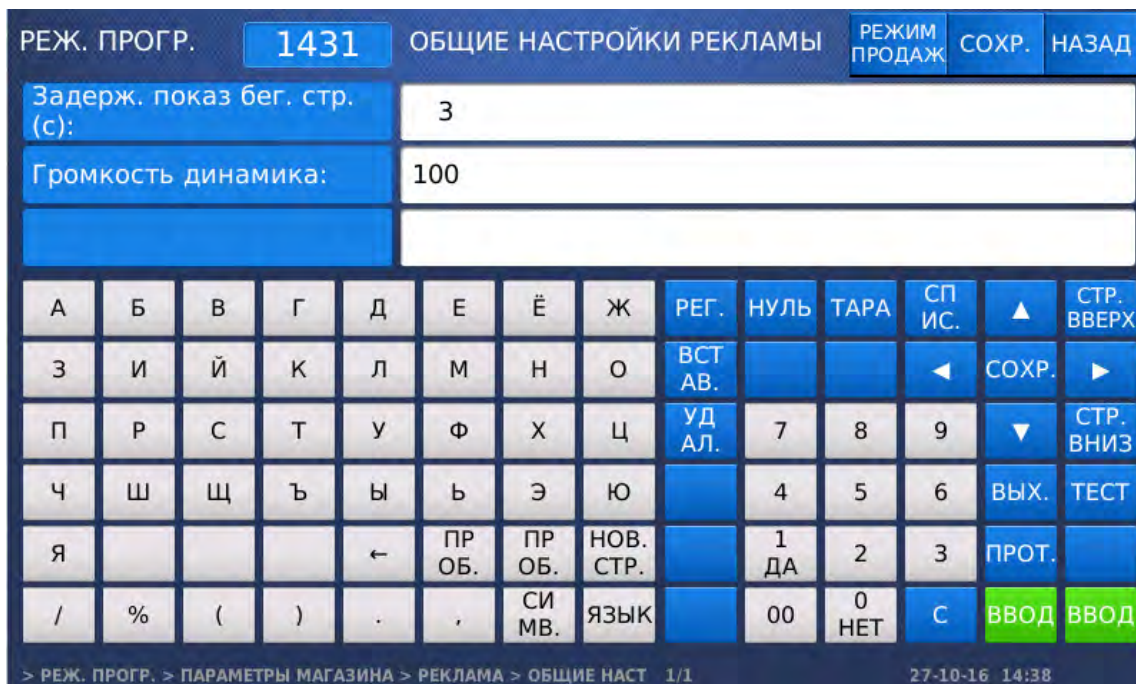 РЕЖ. ПРОГР. 1431 ОБЩИЕ НАСТРОЙКИ РЕКЛАМЫ РЕЖИМ ПРОДАЖ СОХР. НАЗАД
Задерж. показ бег. стр. (с): 3
Громкость динамика: 100
А Б В Г Д Е Ё Ж РЕГ. НУЛЬ ТАРА СП ИС. ▲ СТР. ВВЕРХ
З И Й К Л М Н О ВСТ АВ. ◀ СОХР. ▶
П Р С Т У Ф Х Ц УД АЛ. 7 8 9 ▼ СТР. ВНИЗ
Ч Ш Щ Ъ Ы Ь Э Ю 4 5 6 ВЫХ. ТЕСТ
Я ← ПР ОБ. ПР ОБ. НОВ. СТР. 1 ДА 2 3 ПРОТ.
/ % ( ) . , СИ МВ. ЯЗЫК 00 0 НЕТ С ВВОД ВВОД
> РЕЖ. ПРОГР. > ПАРАМЕТРЫ МАГАЗИНА > РЕКЛАМА > ОБЩИЕ НАСТ 1/1 27-10-16 14:38